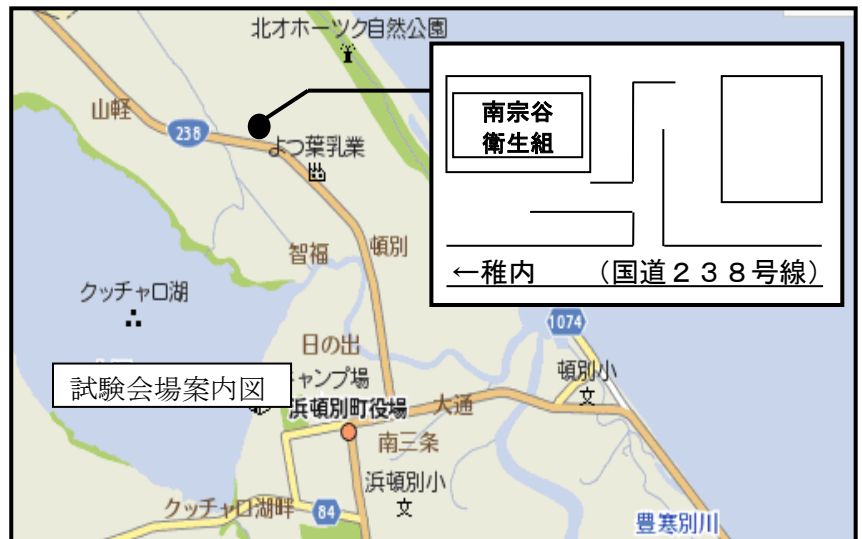 北オホーツク自然公園
山軽
238
よつ葉乳業
南宗谷
衛生組
←稚内　（国道２３８号線）
智福
頓別
クッチャロ湖
1074
日の出
試験会場案内図
ャンプ場
頓別小
浜頓別町役場
大通
南三条
浜頓別小
クッチャロ湖畔
84
豊寒別川